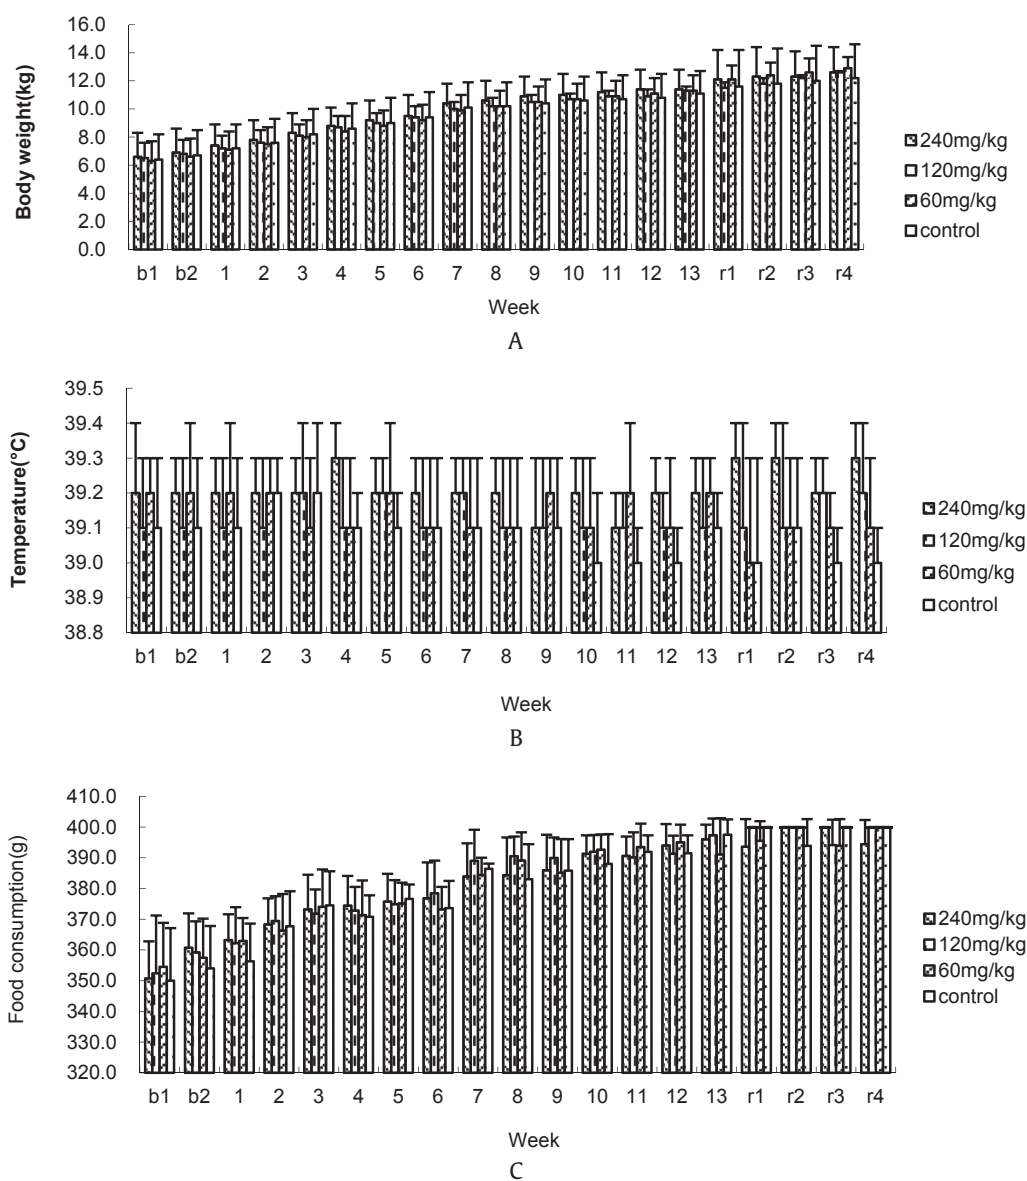 16.0
14.0
12.0
10.0
8.0
6.0
4.0
2.0
0.0
Body weight(kg)
b1 b2 1 2 3 4 5 6 7 8 9 10 11 12 13 r1 r2 r3 r4
Week
240mg/kg
120mg/kg
60mg/kg
control
A
39.5
39.4
39.3
39.2
39.1
39.0
38.9
38.8
Temperature(°C)
b1 b2 1 2 3 4 5 6 7 8 9 10 11 12 13 r1 r2 r3 r4
Week
240mg/kg
120mg/kg
60mg/kg
control
B
410.0
400.0
390.0
380.0
370.0
360.0
350.0
340.0
330.0
320.0
Food consumption(g)
b1 b2 1 2 3 4 5 6 7 8 9 10 11 12 13 r1 r2 r3 r4
Week
240mg/kg
120mg/kg
60mg/kg
control
C